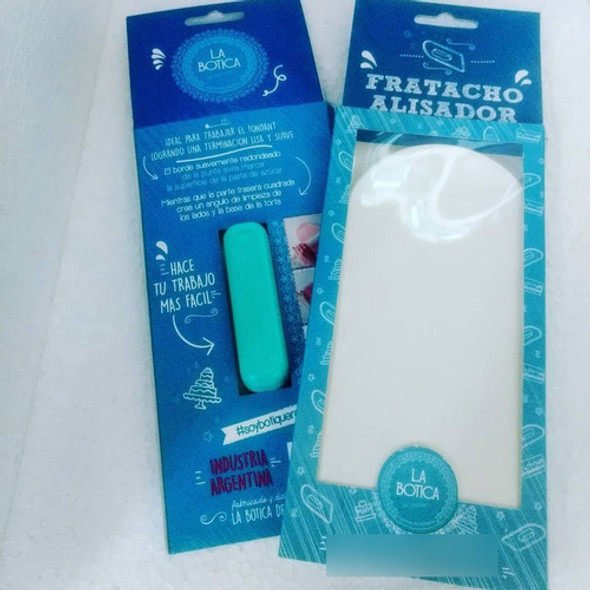 LA
BOTICA
IDEAL PARA TRABAJAR EL FONDANT
LOGRANDO UNA TERMINACION LISA Y SUAVE
El borde suavemente redondeado
de la punta evita marcar
la superficie de la pasta de azúcar
Mientras que la parte trasera cuadrada
crea un angulo de limpieza de
los lados y la base de la torta
HACE
TU TRABAJO
MAS FACIL
#soybotiquer
INDUSTRIA
ARGENTINA
fabricado y
LA BOTICA DE
FRATACHO
ALISADOR
LA
BOTICA